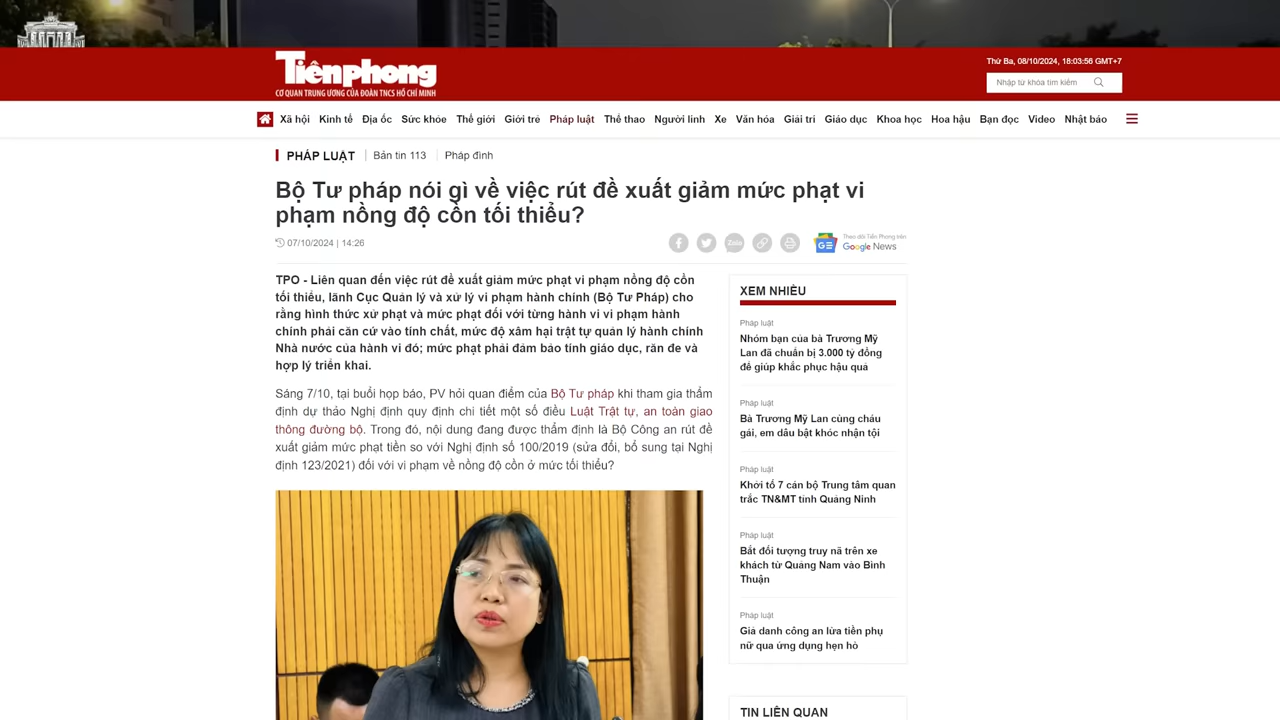 Tiền phong
CƠ QUAN TRUNG ƯƠNG CỦA ĐOÀN TNCS HỒ CHÍ MINH
Thứ Ba, 08/10/2024, 18:03:56 GMT+7
Nhập từ khóa tìm kiếm
Xã hội Kinh tế Địa ốc Sức khỏe Thế giới Giới trẻ Pháp luật Thể thao Người lính Xe Văn hóa Giải trí Giáo dục Khoa học Hoa hậu Bạn đọc Video Nhật báo
PHÁP LUẬT Bản tin 113 Pháp đình
Bộ Tư pháp nói gì về việc rút đề xuất giảm mức phạt vi
phạm nồng độ cồn tối thiểu?
07/10/2024 | 14:26
Zalo
Theo dõi Tiền Phong trên
Google News
TPO - Liên quan đến việc rút đề xuất giảm mức phạt vi phạm nồng độ cồn
tối thiểu, lãnh Cục Quản lý và xử lý vi phạm hành chính (Bộ Tư Pháp) cho
rằng hình thức xử phạt và mức phạt đối với từng hành vi vi phạm hành
chính phải căn cứ vào tính chất, mức độ xâm hại trật tự quản lý hành chính
Nhà nước của hành vi đó; mức phạt phải đảm bảo tính giáo dục, răn đe và
hợp lý triển khai.
Sáng 7/10, tại buổi họp báo, PV hỏi quan điểm của Bộ Tư pháp khi tham gia thẩm
định dự thảo Nghị định quy định chi tiết một số điều Luật Trật tự, an toàn giao
thông đường bộ. Trong đó, nội dung đang được thẩm định là Bộ Công an rút đề
xuất giảm mức phạt tiền so với Nghị định số 100/2019 (sửa đổi, bổ sung tại Nghị
định 123/2021) đối với vi phạm về nồng độ cồn ở mức tối thiểu?
XEM NHIỀU
Pháp luật
Nhóm bạn của bà Trương Mỹ
Lan đã chuẩn bị 3.000 tỷ đồng
để giúp khắc phục hậu quả
Pháp luật
Bà Trương Mỹ Lan cùng cháu
gái, em dâu bật khóc nhận tội
Pháp luật
Khởi tố 7 cán bộ Trung tâm quan
trắc TN&MT tỉnh Quảng Ninh
Pháp luật
Bắt đối tượng truy nã trên xe
khách từ Quảng Nam vào Bình
Thuận
Pháp luật
Giả danh công an lừa tiền phụ
nữ qua ứng dụng hẹn hò
TIN LIÊN QUAN